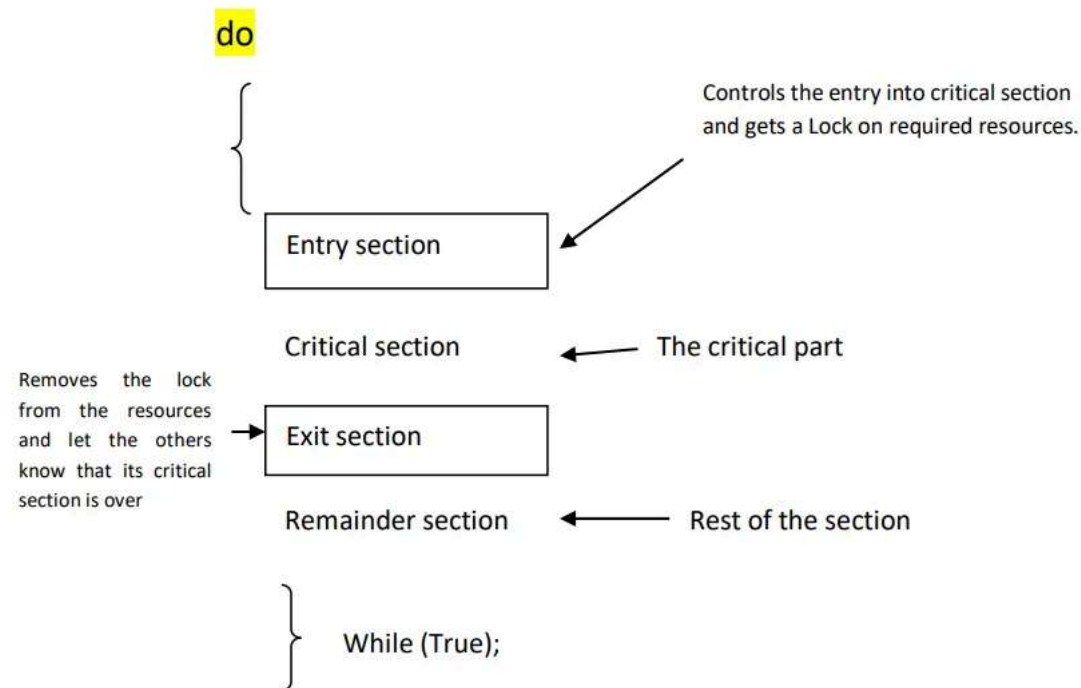 do
Controls the entry into critical section
and gets a Lock on required resources.
Entry section
Critical section
The critical part
Removes the lock
from the resources
and let the others
know that its critical
section is over
Exit section
Remainder section
Rest of the section
While (True);